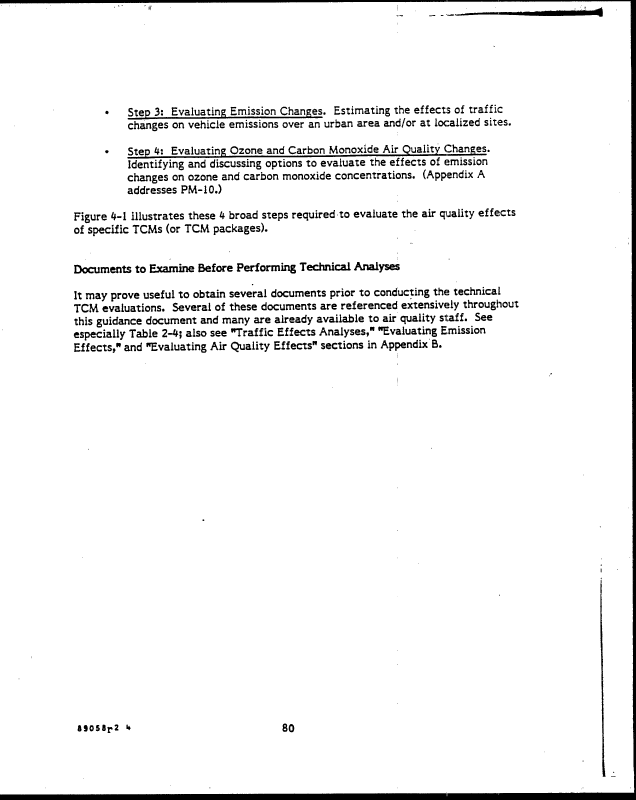 • Step 3: Evaluating Emission Changes. Estimating the effects of traffic
changes on vehicle emissions over an urban area and/or at localized sites.
• Step 4: Evaluating Ozone and Carbon Monoxide Air Quality Changes.
Identifying and discussing options to evaluate the effects of emission
changes on ozone and carbon monoxide concentrations. (Appendix A
addresses PM-10.)
Figure 4-1 illustrates these 4 broad steps required to evaluate the air quality effects
of specific TCMs (or TCM packages).
Documents to Examine Before Performing Technical Analyses
It may prove useful to obtain several documents prior to conducting the technical
TCM evaluations. Several of these documents are referenced extensively throughout
this guidance document and many are already available to air quality staff. See
especially Table 2-4; also see "Traffic Effects Analyses," "Evaluating Emission
Effects," and "Evaluating Air Quality Effects" sections in Appendix B.
89058r2 4
80